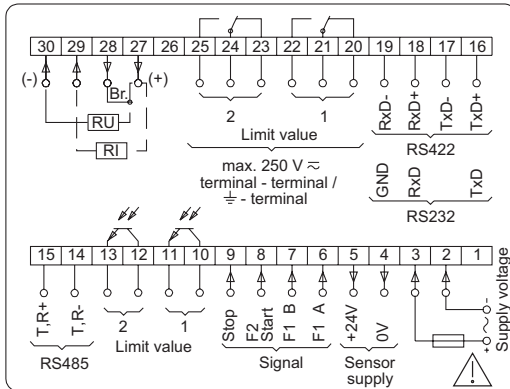 30 29 28 27 26 25 24 23 22 21 20 19 18 17 16
(-) (+)
Br.
RU
RI
2 1
Limit value
max. 250 V ⏦
terminal - terminal /
⏚ - terminal
RxD- RxD+ TxD- TxD+
RS422
GND RxD TxD
RS232
15 14 13 12 11 10 9 8 7 6 5 4 3 2 1
T,R+ T,R-
RS485
2 1
Limit value
Stop
F2
Start
F1 B
F1 A
Signal
+24V
0V
Sensor
supply
- ~ +
Supply voltage